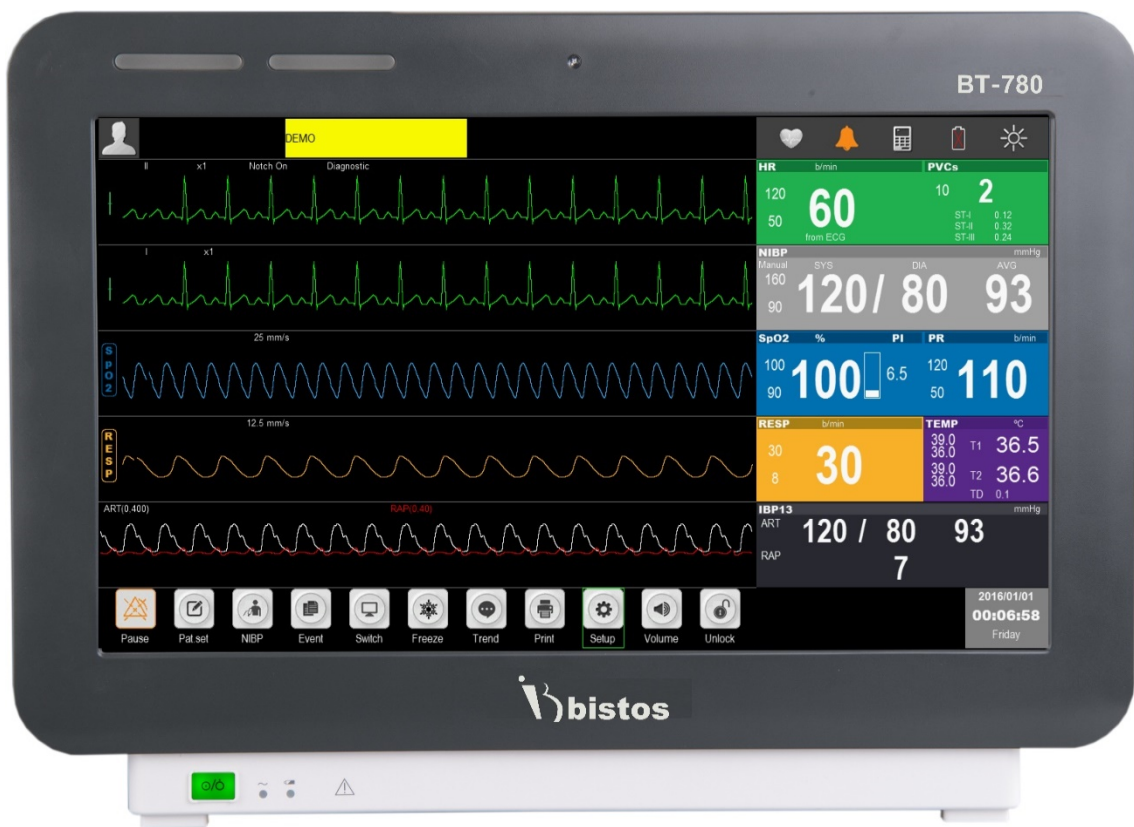 BT-780
DEMO
II x1 Notch On Diagnostic
HR b/min PVCs
120 60 10 2
50 ST-I 0.12
ST-II 0.32
from ECG ST-III 0.24
I x1
NIBP mmHg
Manual SYS DIA AVG
160 120 / 80 93
90
SpO2
25 mm/s
SpO2 % PI PR b/min
100 100 6.5 120 110
90 50
RESP
12.5 mm/s
RESP b/min TEMP °C
30 30 39.0 T1 36.5
36.0
8 39.0 T2 36.6
36.0
TD 0.1
ART(0.400) RAP(0.40)
IBP13 mmHg
ART 120 / 80 93
RAP 7
Pause Pat.set NIBP Event Switch Freeze Trend Print Setup Volume Unlock
2016/01/01
00:06:58
Friday
bistos